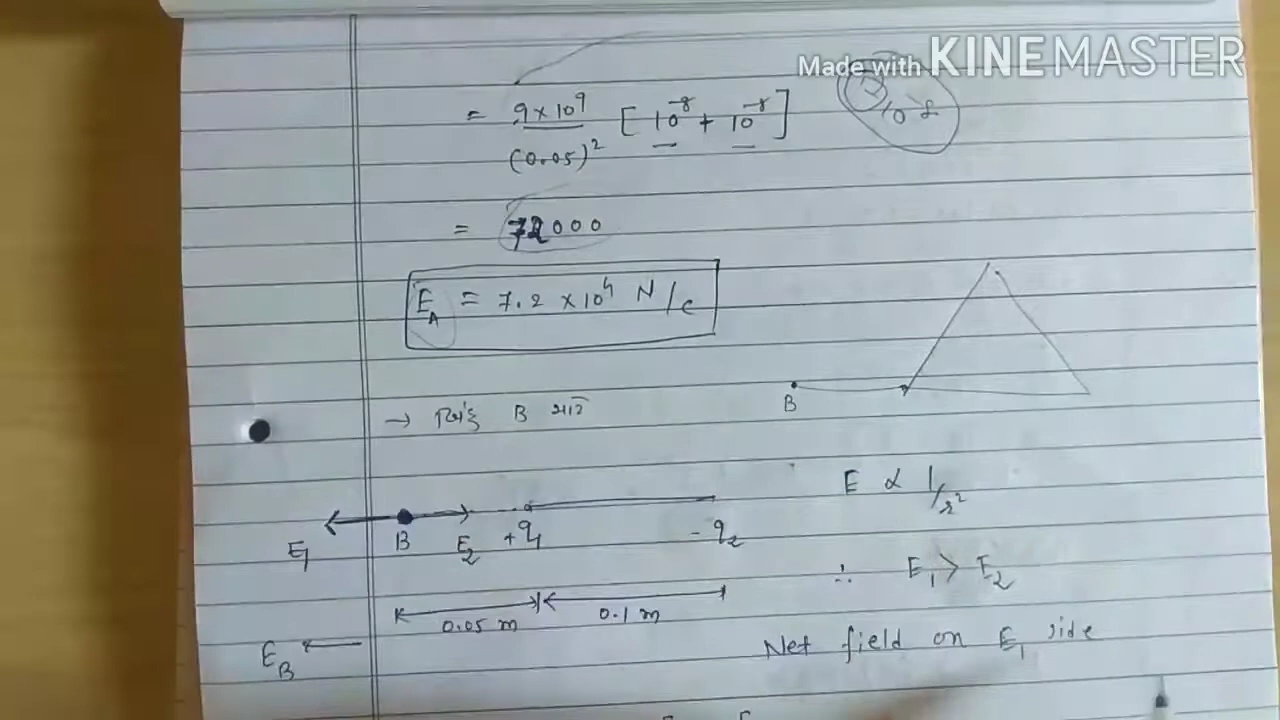 Made with KINEMASTER
= 9 × 10⁹ / (0.05)² [ 10⁻⁸ + 10⁻⁸ ]
= 72000
E_A = 7.2 × 10⁴ N/c
B
→ બિંદુ B માટે
E ∝ 1/r²
E₁ B E₂ +q₁ - q₂
∴ E₁ > E₂
0.05 m 0.1 m
Net field on E₁ side
E_B